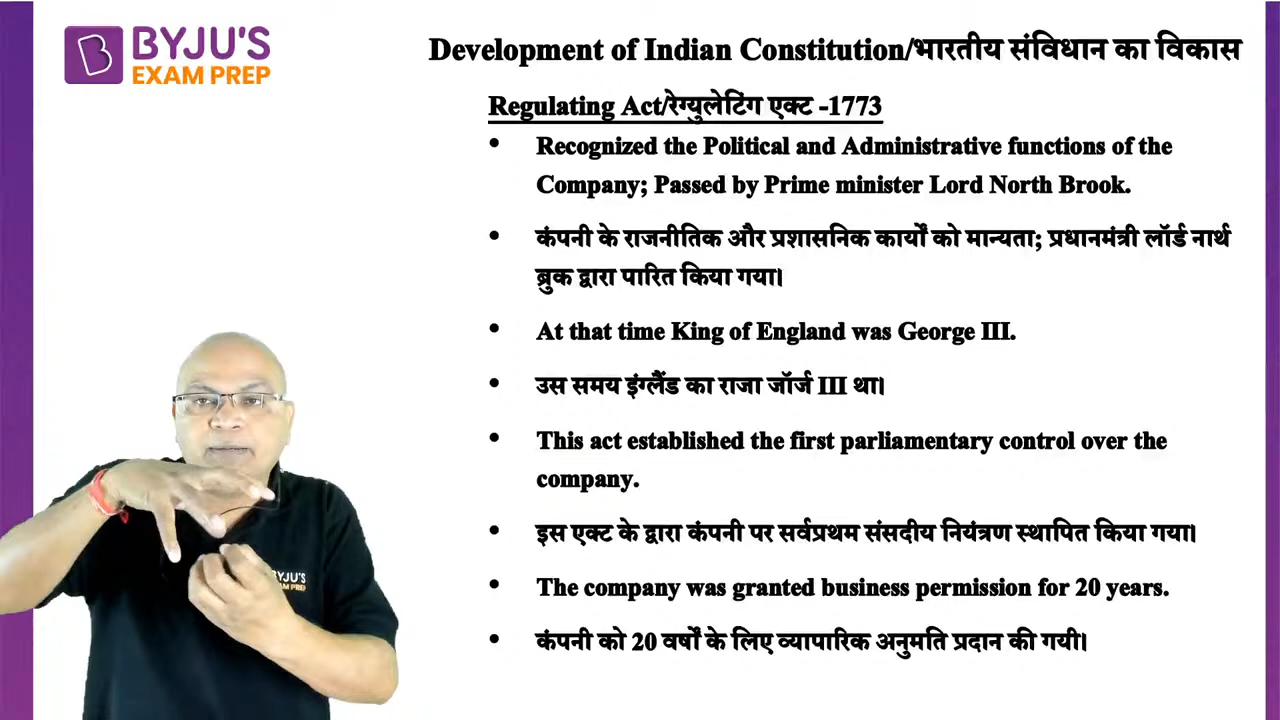 BYJU'S
EXAM PREP
Development of Indian Constitution/भारतीय संविधान का विकास
Regulating Act/रेग्युलेटिंग एक्ट -1773
• Recognized the Political and Administrative functions of the
Company; Passed by Prime minister Lord North Brook.
• कंपनी के राजनीतिक और प्रशासनिक कार्यों को मान्यता; प्रधानमंत्री लॉर्ड नार्थ
ब्रुक द्वारा पारित किया गया।
• At that time King of England was George III.
• उस समय इंग्लैंड का राजा जॉर्ज III था।
• This act established the first parliamentary control over the
company.
• इस एक्ट के द्वारा कंपनी पर सर्वप्रथम संसदीय नियंत्रण स्थापित किया गया।
• The company was granted business permission for 20 years.
• कंपनी को 20 वर्षों के लिए व्यापारिक अनुमति प्रदान की गयी।
BYJU'S
EXAM PREP